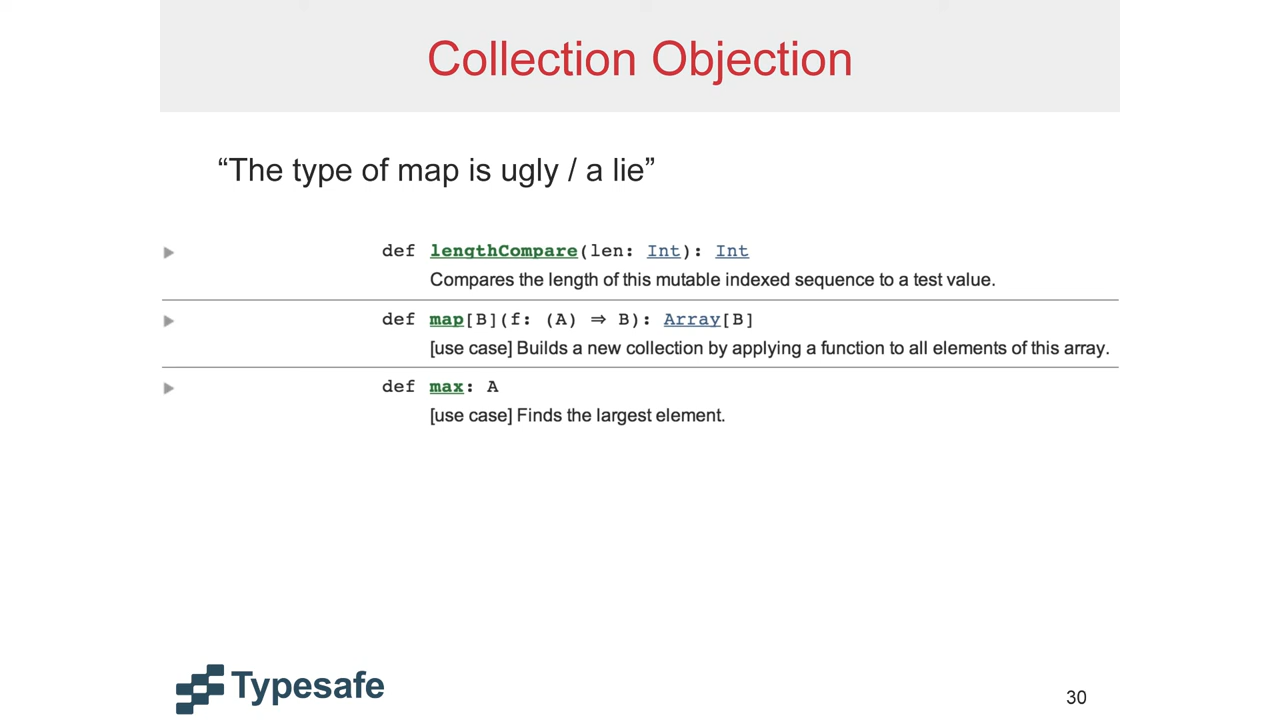 Collection Objection
“The type of map is ugly / a lie”
def lengthCompare(len: Int): Int
Compares the length of this mutable indexed sequence to a test value.
def map[B](f: (A) ⇒ B): Array[B]
[use case] Builds a new collection by applying a function to all elements of this array.
def max: A
[use case] Finds the largest element.
Typesafe
30